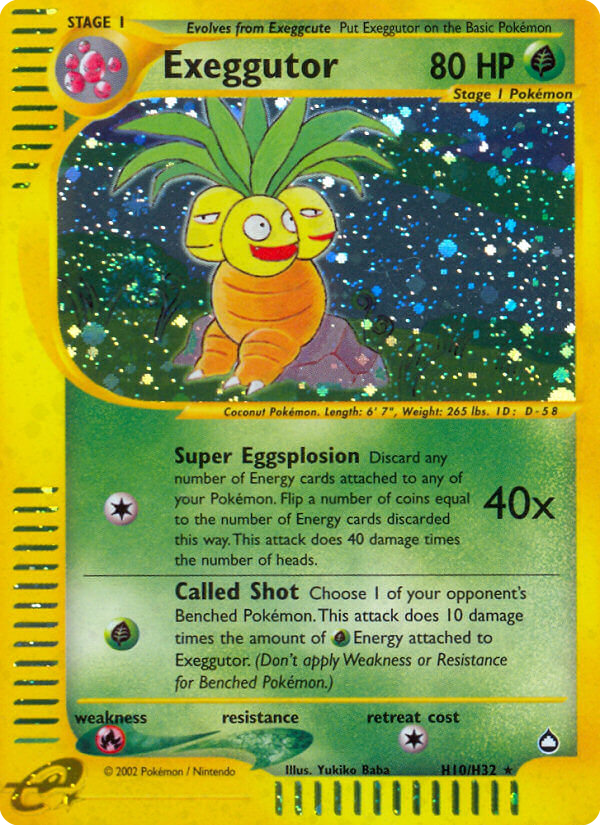 STAGE 1
Evolves from Exeggcute Put Exeggutor on the Basic Pokémon
Exeggutor 80 HP
Stage 1 Pokémon
Coconut Pokémon. Length: 6' 7", Weight: 265 lbs. ID: D-58
Super Eggsplosion Discard any
number of Energy cards attached to any of
your Pokémon. Flip a number of coins equal
to the number of Energy cards discarded
this way. This attack does 40 damage times
the number of heads.
40x
Called Shot Choose 1 of your opponent's
Benched Pokémon. This attack does 10 damage
times the amount of Energy attached to
Exeggutor. (Don't apply Weakness or Resistance
for Benched Pokémon.)
weakness resistance retreat cost
© 2002 Pokémon / Nintendo Illus. Yukiko Baba H10/H32 ★
e